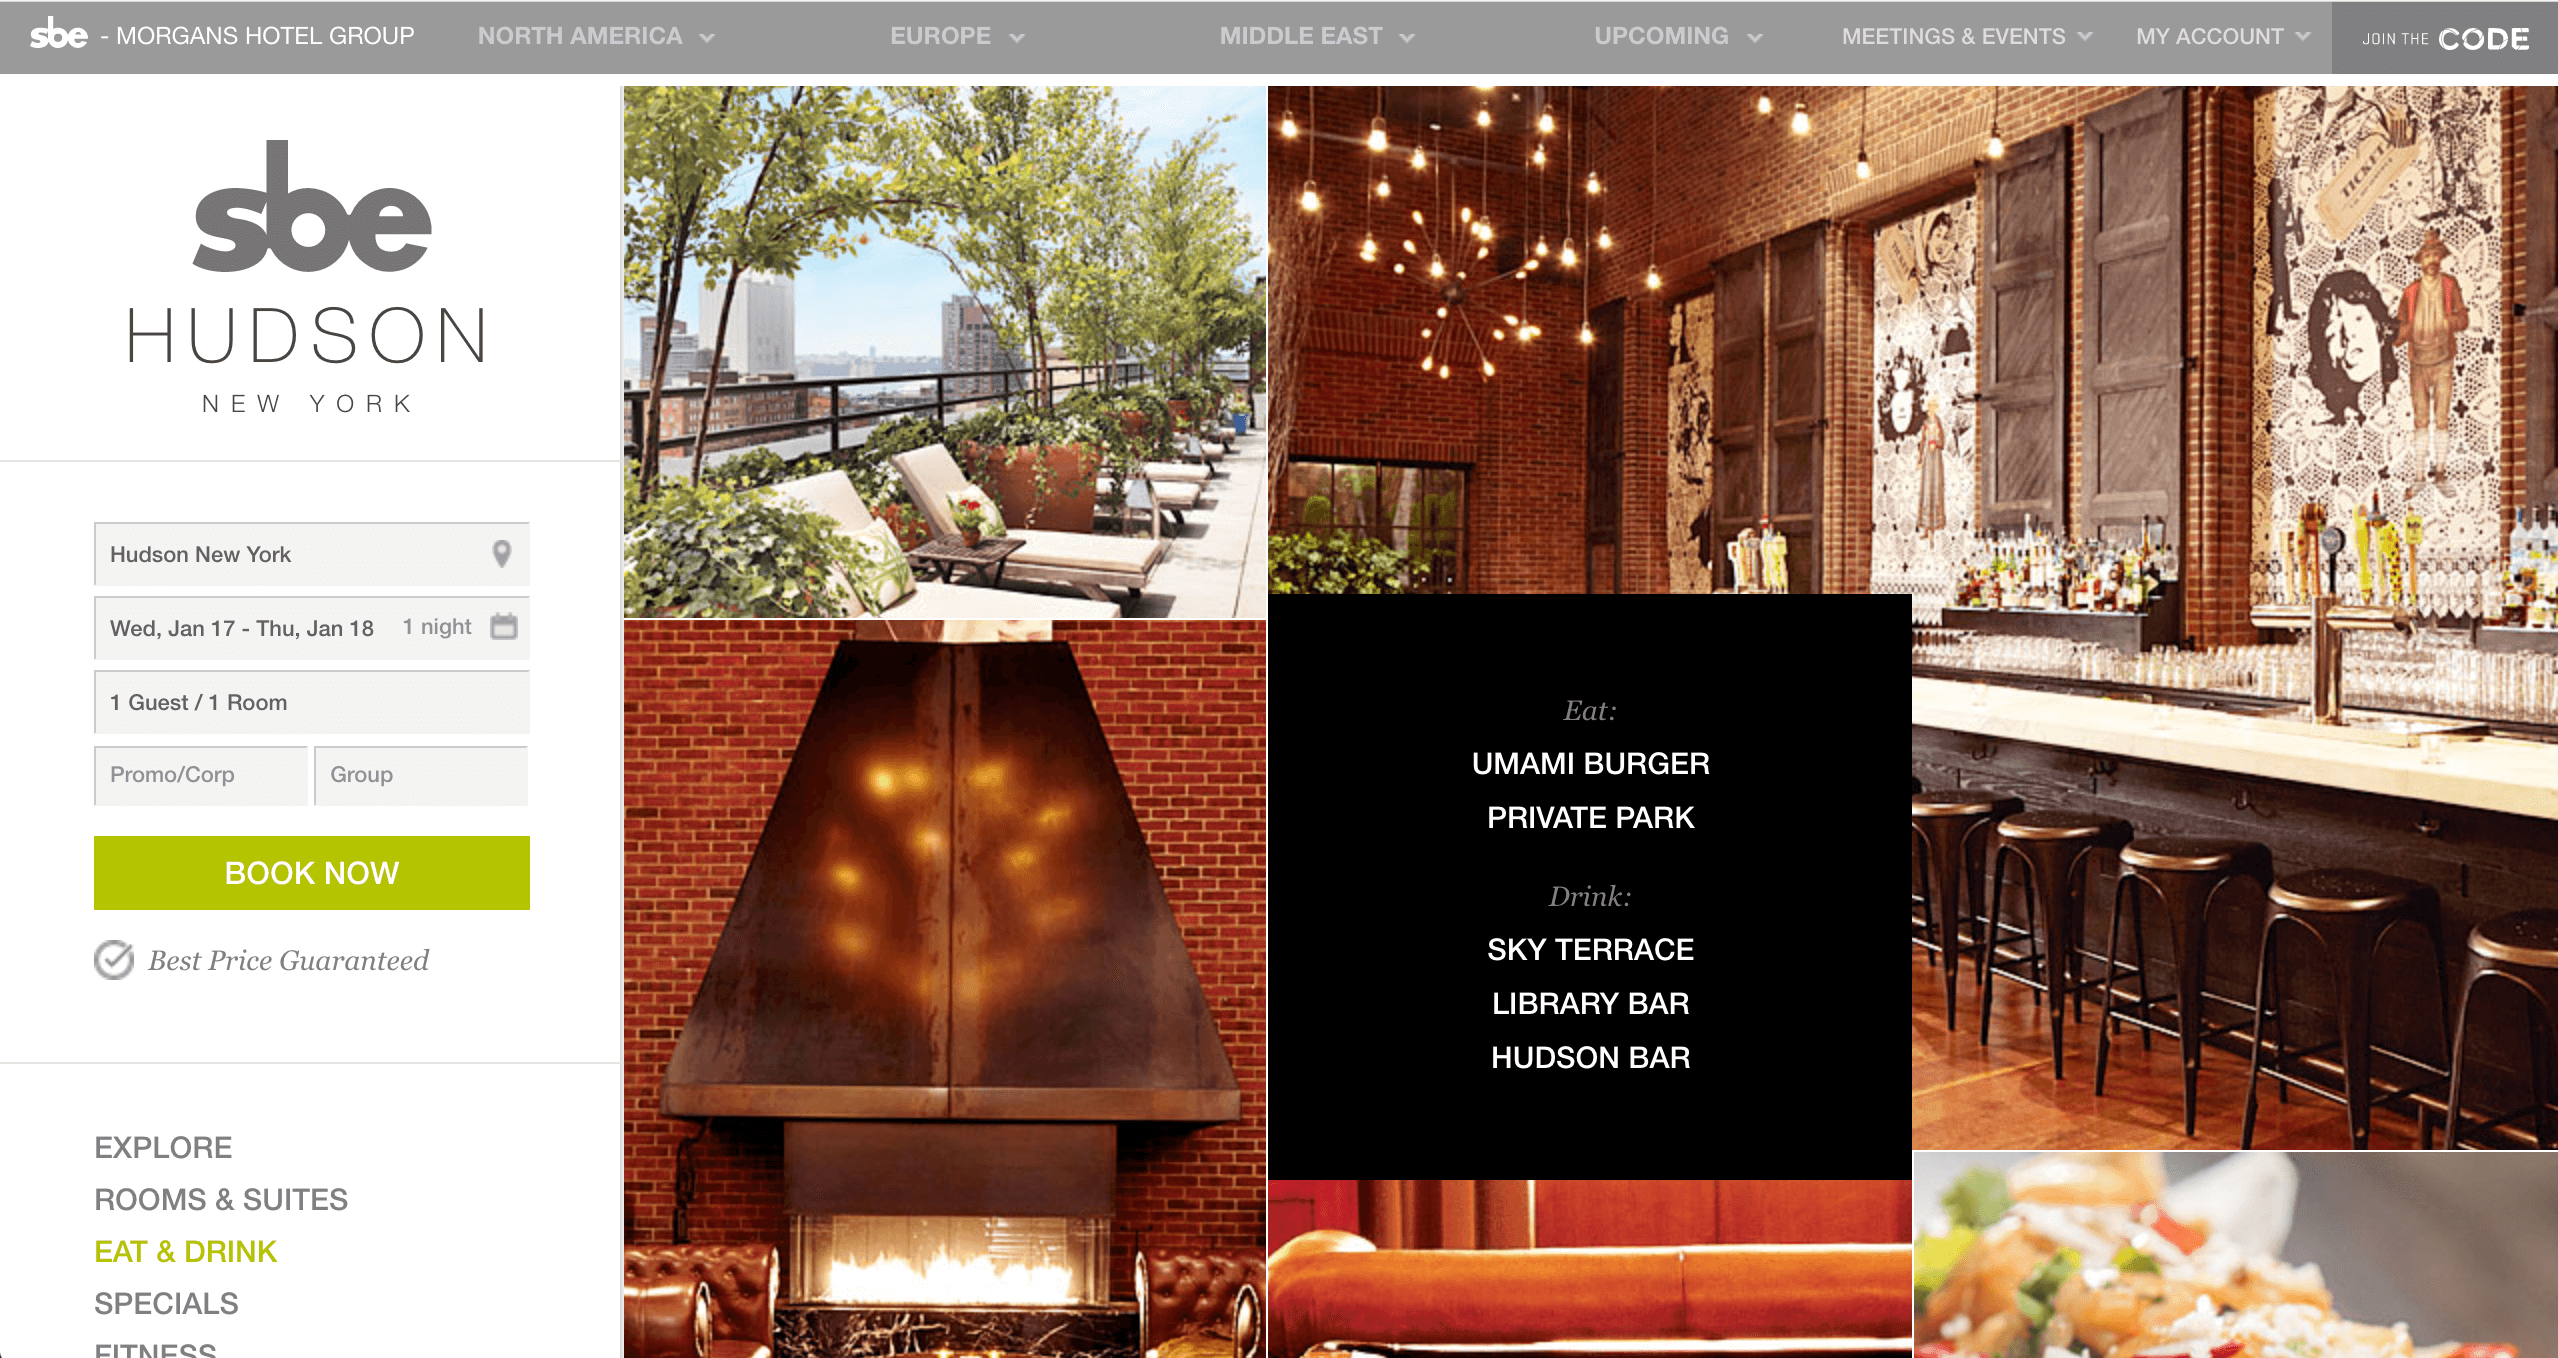 sbe - MORGANS HOTEL GROUP
NORTH AMERICA
EUROPE
MIDDLE EAST
UPCOMING
MEETINGS & EVENTS
MY ACCOUNT
JOIN THE CODE
sbe
HUDSON
NEW YORK
Hudson New York
Wed, Jan 17 - Thu, Jan 18 1 night
1 Guest / 1 Room
Promo/Corp
Group
BOOK NOW
Best Price Guaranteed
EXPLORE
ROOMS & SUITES
EAT & DRINK
SPECIALS
FITNESS
TICKET
Eat:
UMAMI BURGER
PRIVATE PARK
Drink:
SKY TERRACE
LIBRARY BAR
HUDSON BAR